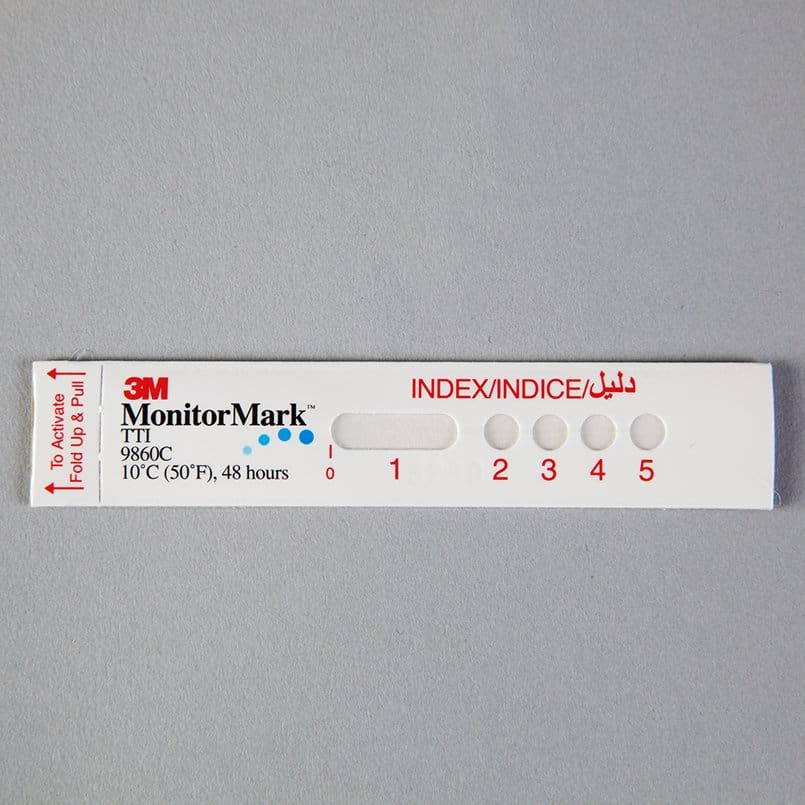 To Activate
Fold Up & Pull
3M
MonitorMark™
TTI
9860C
10°C (50°F), 48 hours
INDEX/INDICE/دليل
0 1 2 3 4 5